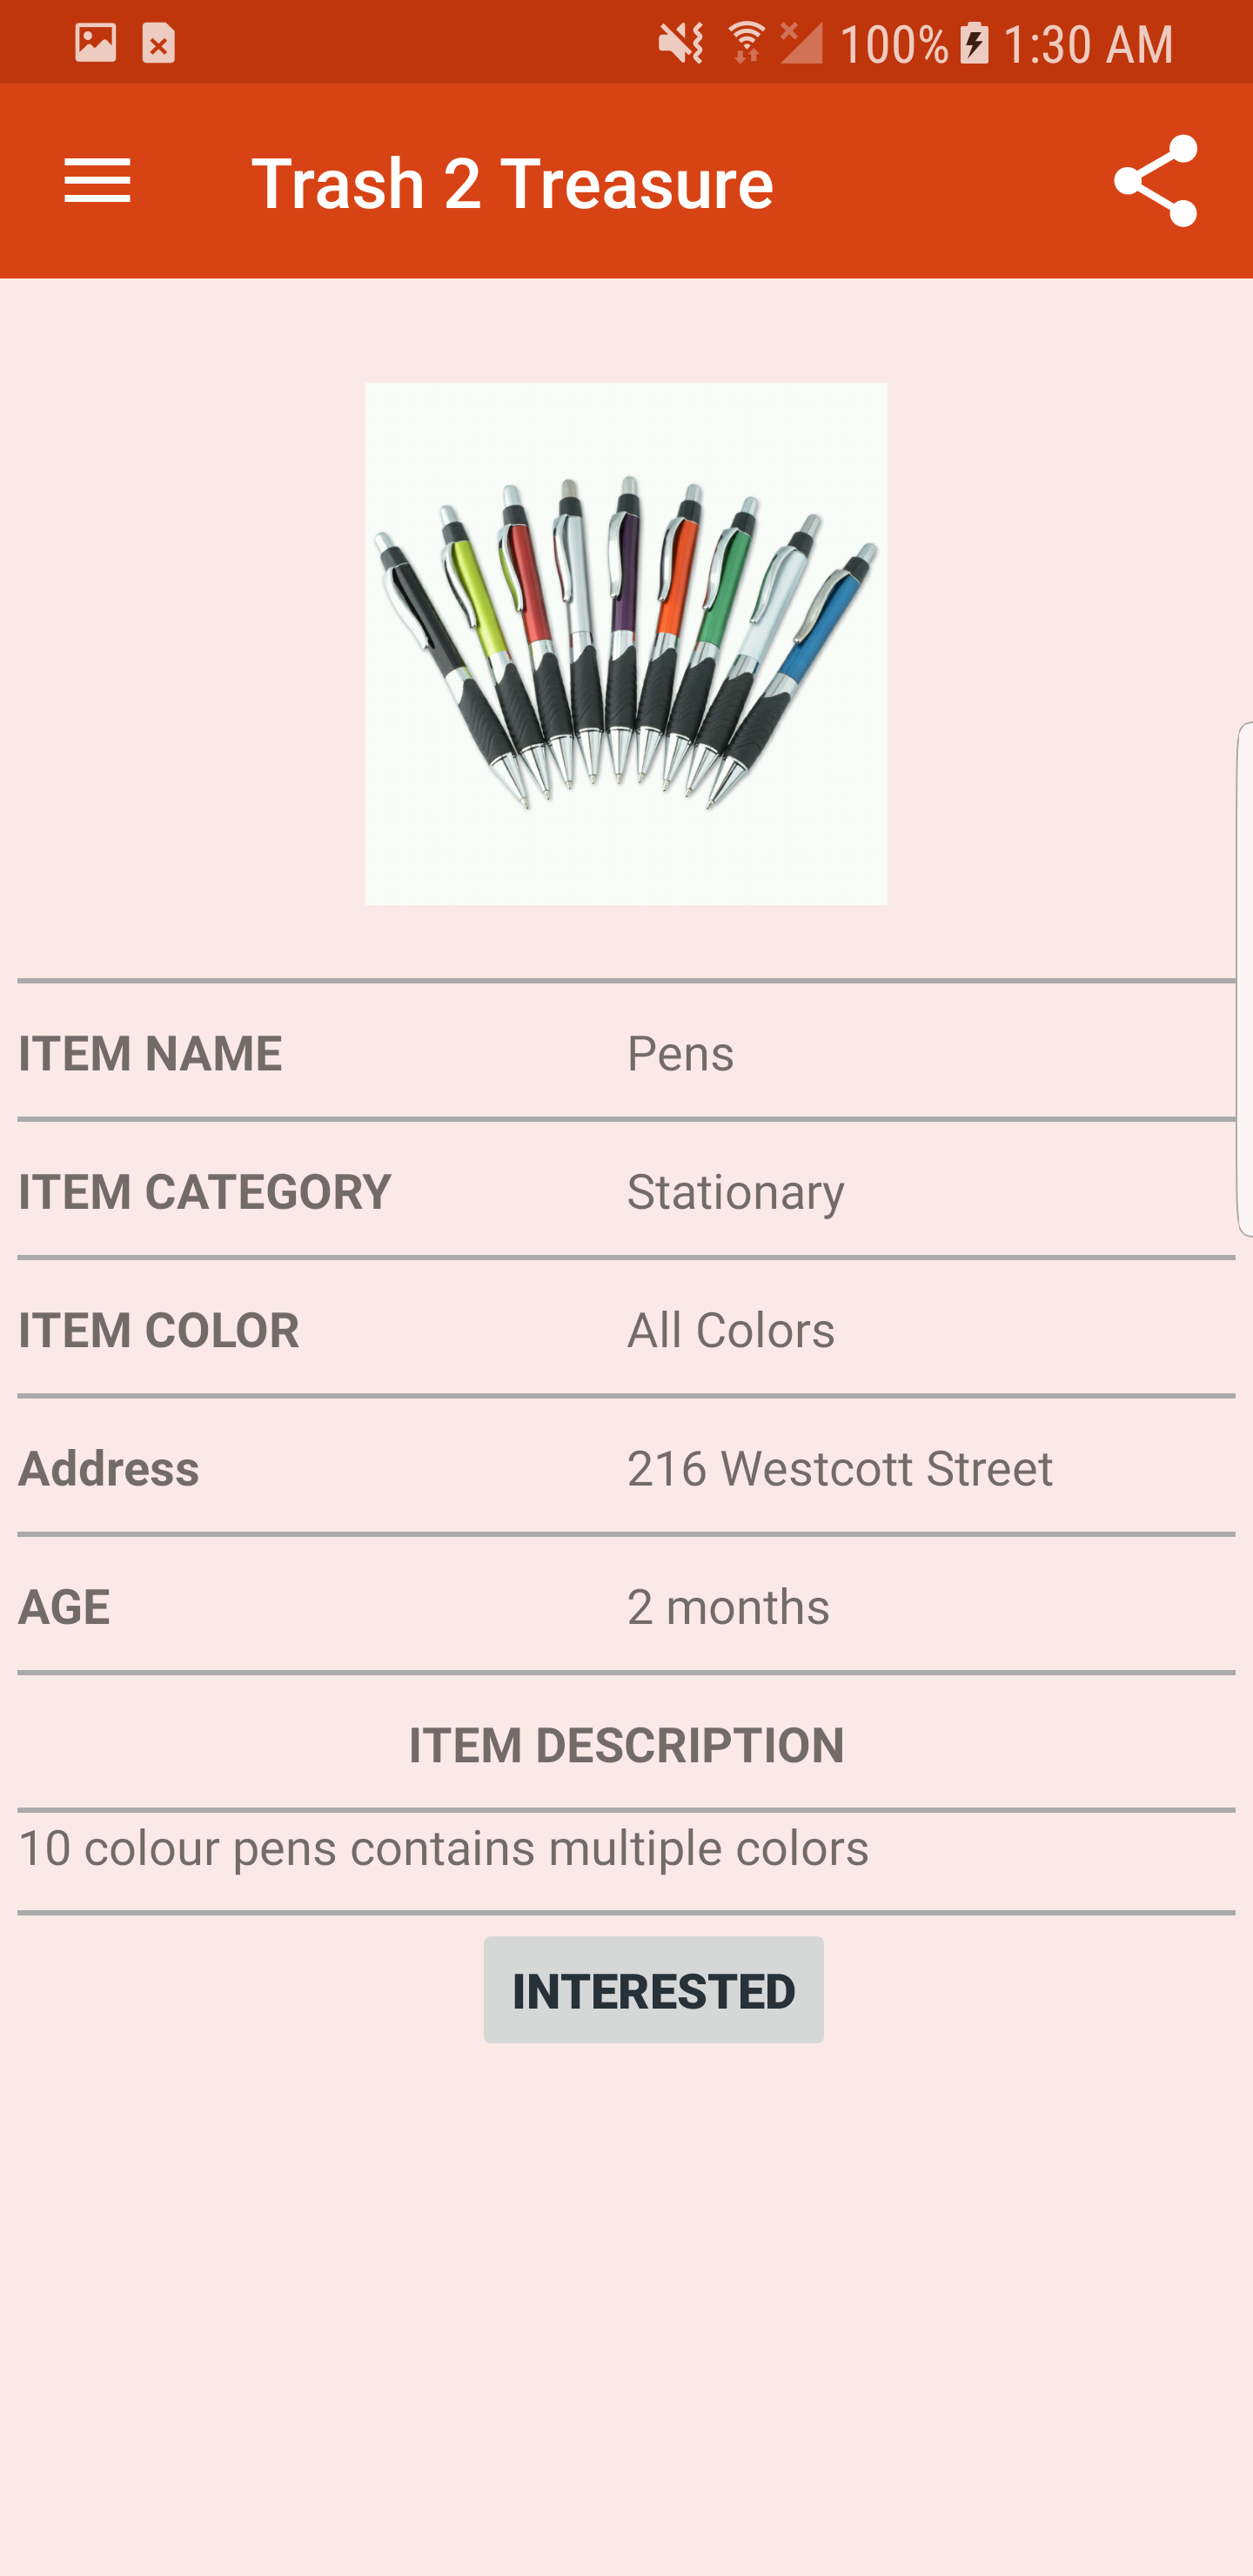 100% 1:30 AM
Trash 2 Treasure
ITEM NAME Pens
ITEM CATEGORY Stationary
ITEM COLOR All Colors
Address 216 Westcott Street
AGE 2 months
ITEM DESCRIPTION
10 colour pens contains multiple colors
INTERESTED